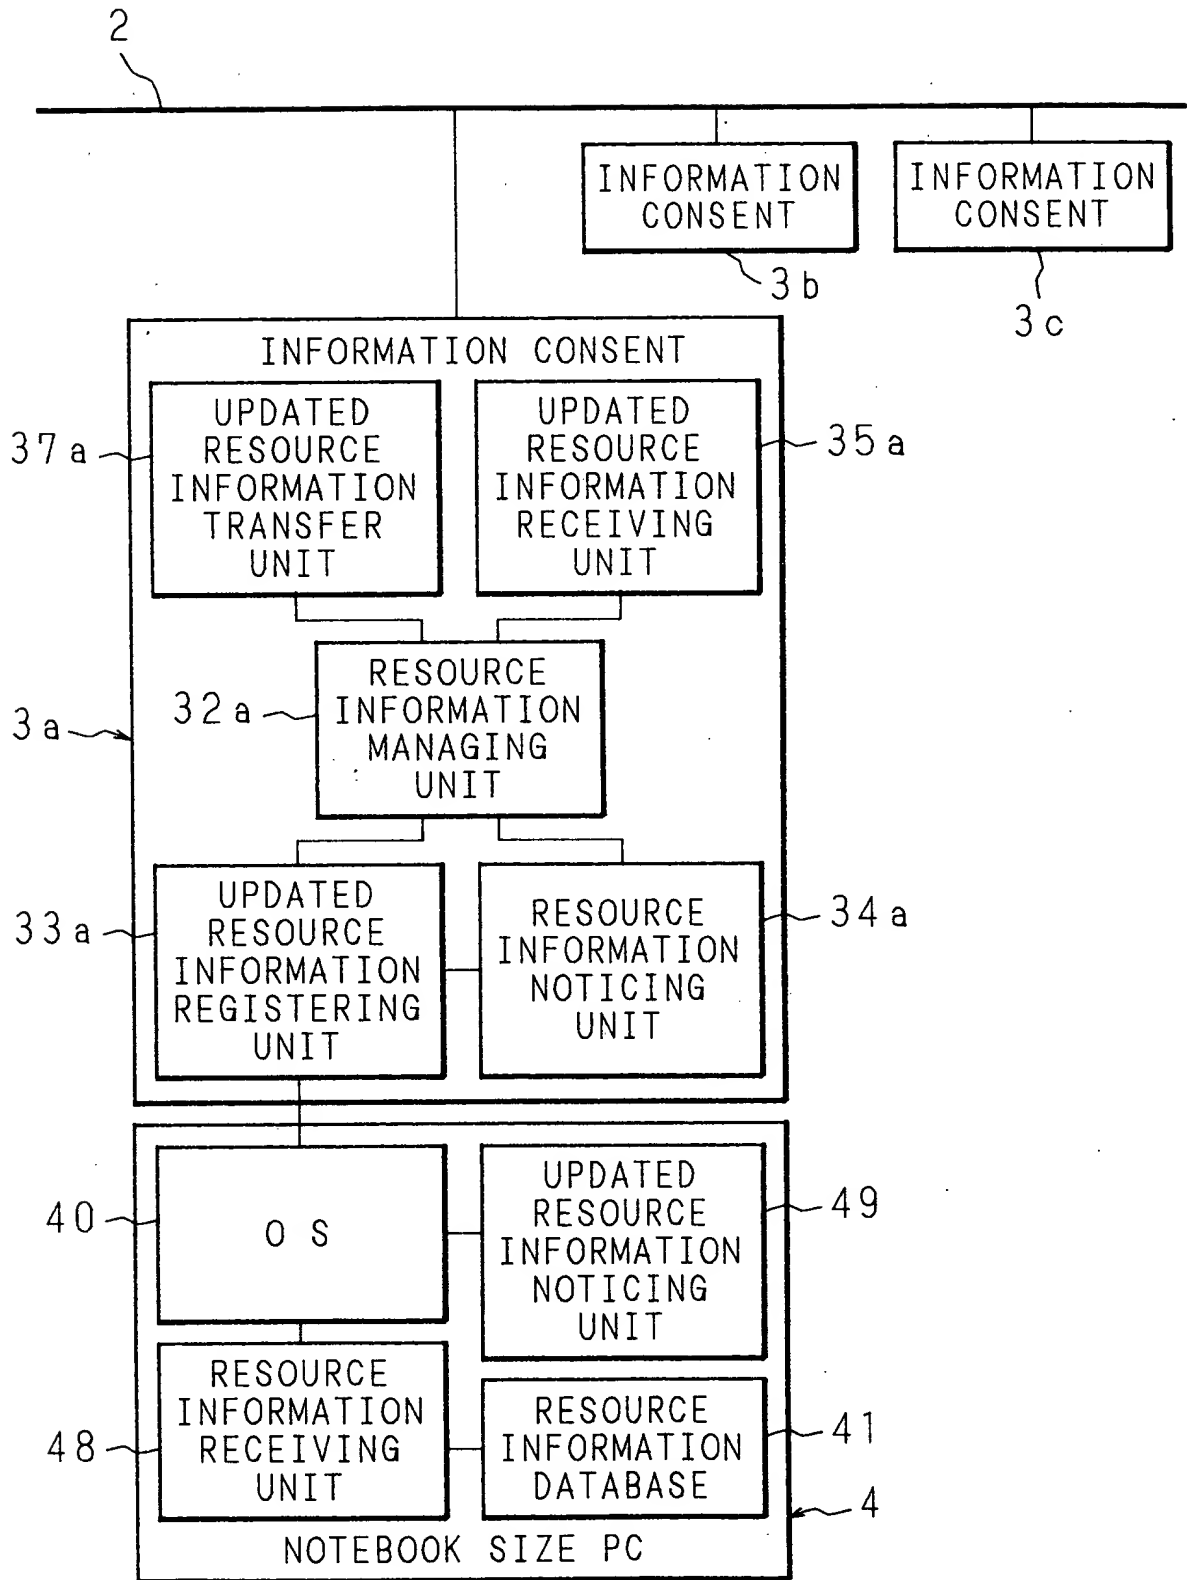 2
INFORMATION
CONSENT
3b
INFORMATION
CONSENT
3c
INFORMATION CONSENT
37a
UPDATED
RESOURCE
INFORMATION
TRANSFER
UNIT
UPDATED
RESOURCE
INFORMATION
RECEIVING
UNIT
35a
3a
32a
RESOURCE
INFORMATION
MANAGING
UNIT
33a
UPDATED
RESOURCE
INFORMATION
REGISTERING
UNIT
RESOURCE
INFORMATION
NOTICING
UNIT
34a
40
OS
UPDATED
RESOURCE
INFORMATION
NOTICING
UNIT
49
48
RESOURCE
INFORMATION
RECEIVING
UNIT
RESOURCE
INFORMATION
DATABASE
41
4
NOTEBOOK SIZE PC